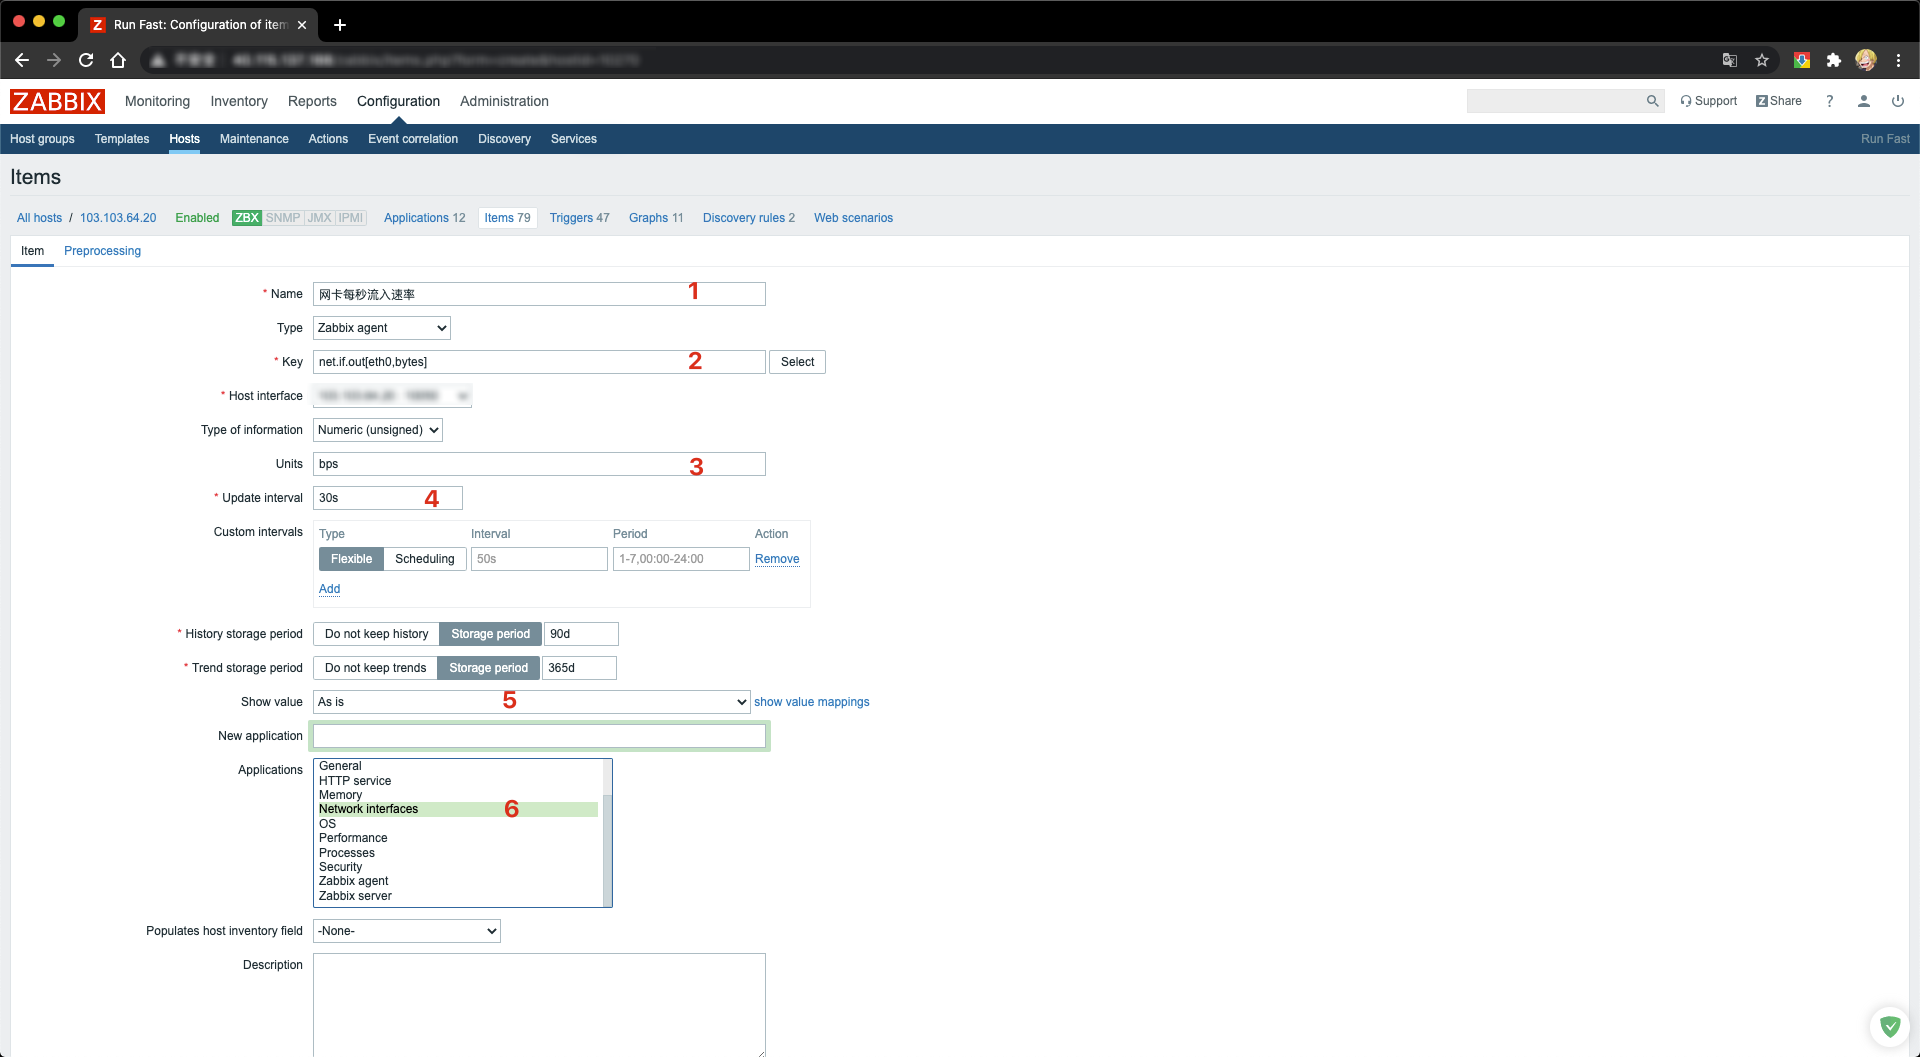 Run Fast: Configuration of item
ZABBIX Monitoring Inventory Reports Configuration Administration Support Z Share ?
Host groups Templates Hosts Maintenance Actions Event correlation Discovery Services Run Fast
Items
All hosts / 103.103.64.20 Enabled ZBX SNMP JMX IPMI Applications 12 Items 79 Triggers 47 Graphs 11 Discovery rules 2 Web scenarios
Item Preprocessing
* Name 网卡每秒流入速率 1
Type Zabbix agent
* Key net.if.out[eth0,bytes] 2 Select
* Host interface
Type of information Numeric (unsigned)
Units bps 3
* Update interval 30s 4
Custom intervals Type Interval Period Action
Flexible Scheduling 50s 1-7,00:00-24:00 Remove
Add
* History storage period Do not keep history Storage period 90d
* Trend storage period Do not keep trends Storage period 365d
Show value As is 5 show value mappings
New application
Applications General
HTTP service
Memory
Network interfaces 6
OS
Performance
Processes
Security
Zabbix agent
Zabbix server
Populates host inventory field -None-
Description